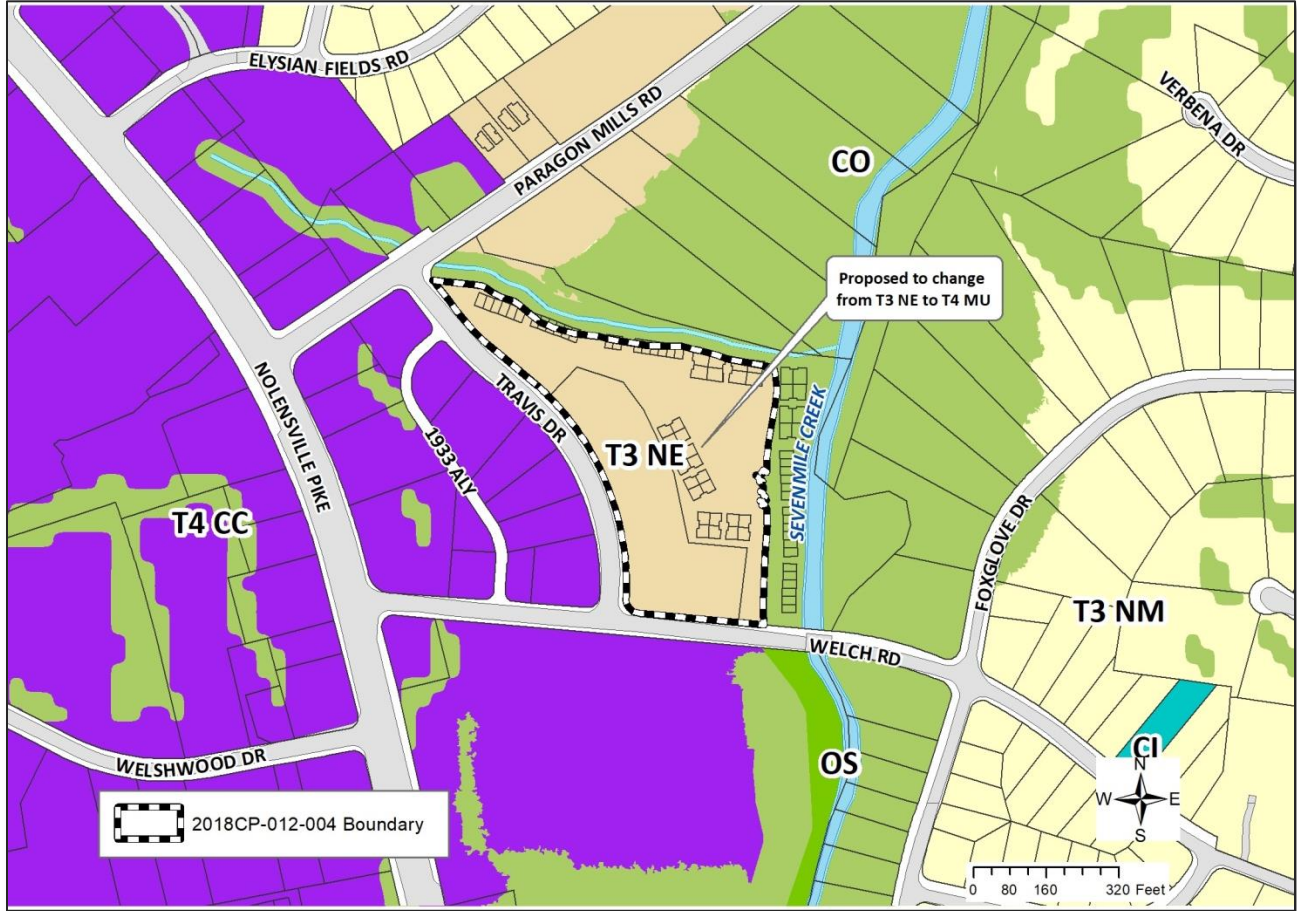 ELYSIAN FIELDS RD
PARAGON MILLS RD
VERBENA DR
CO
Proposed to change
from T3 NE to T4 MU
NOLENSVILLE PIKE
TRAVIS DR
1933 ALY
T3 NE
SEVENMILE CREEK
T4 CC
FOXGLOVE DR
T3 NM
WELCH RD
WELSHWOOD DR
OS
CI
N
W E
S
2018CP-012-004 Boundary
0 80 160 320 Feet